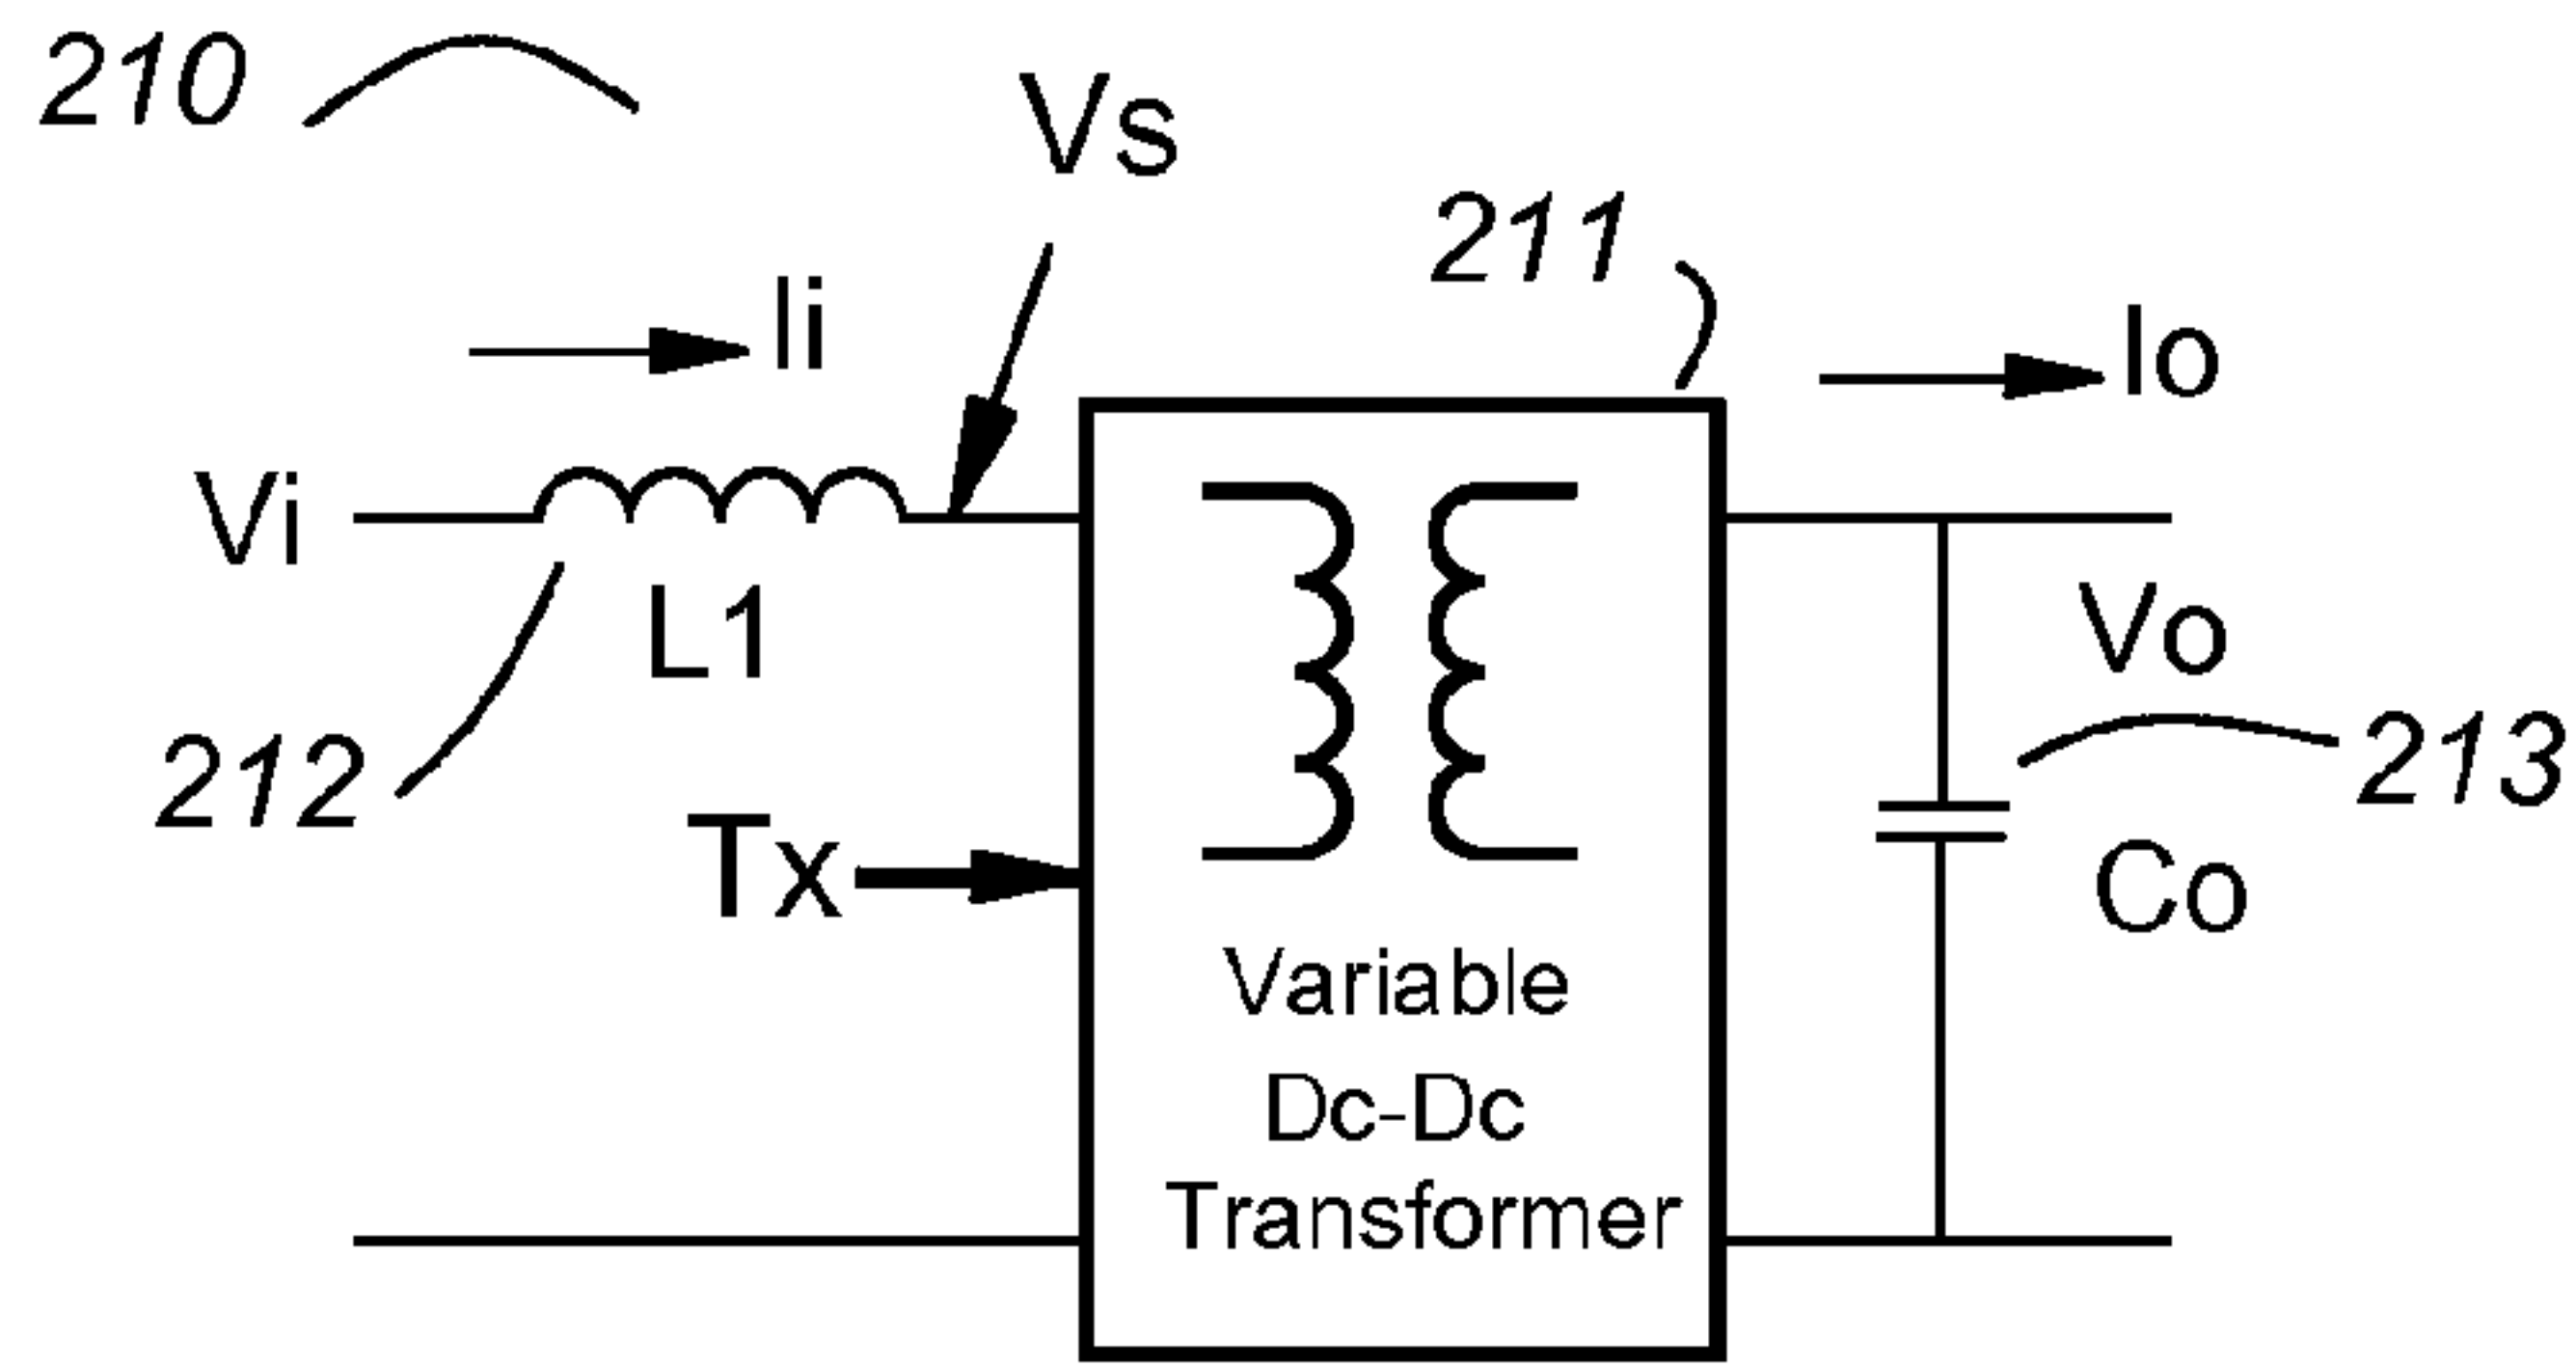 210
Vs
211
Ii
Io
Vi
L1
Vo
212
213
Tx
Co
Variable
Dc-Dc
Transformer